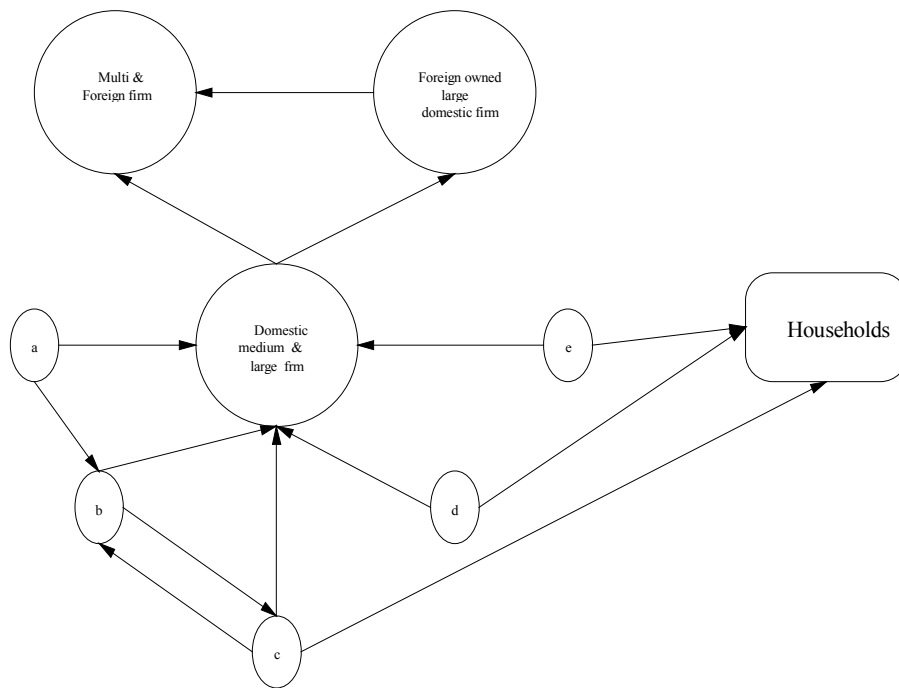 Multi &
Foreign firm
Foreign owned
large
domestic firm
Domestic
medium &
large frm
a
e
Households
b
d
c